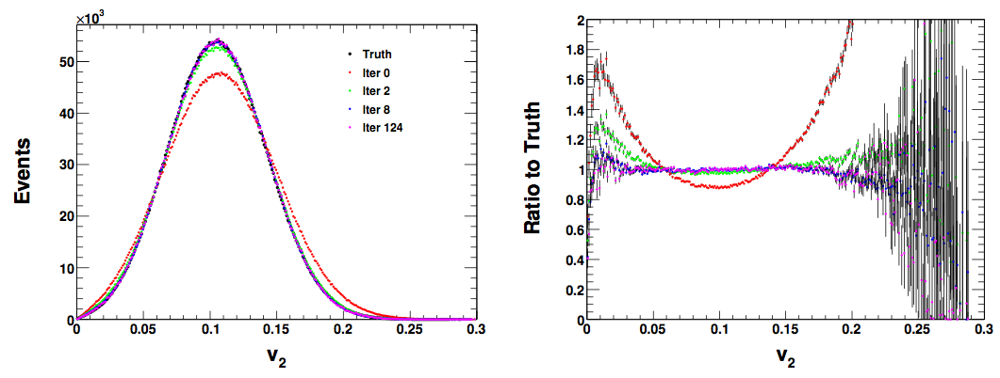 ×10³
Events
50
40
30
20
10
0
0 0.05 0.1 0.15 0.2 0.25 0.3
v₂
Truth
Iter 0
Iter 2
Iter 8
Iter 124
Ratio to Truth
2
1.8
1.6
1.4
1.2
1
0.8
0.6
0.4
0.2
0
0 0.05 0.1 0.15 0.2 0.25 0.3
v₂